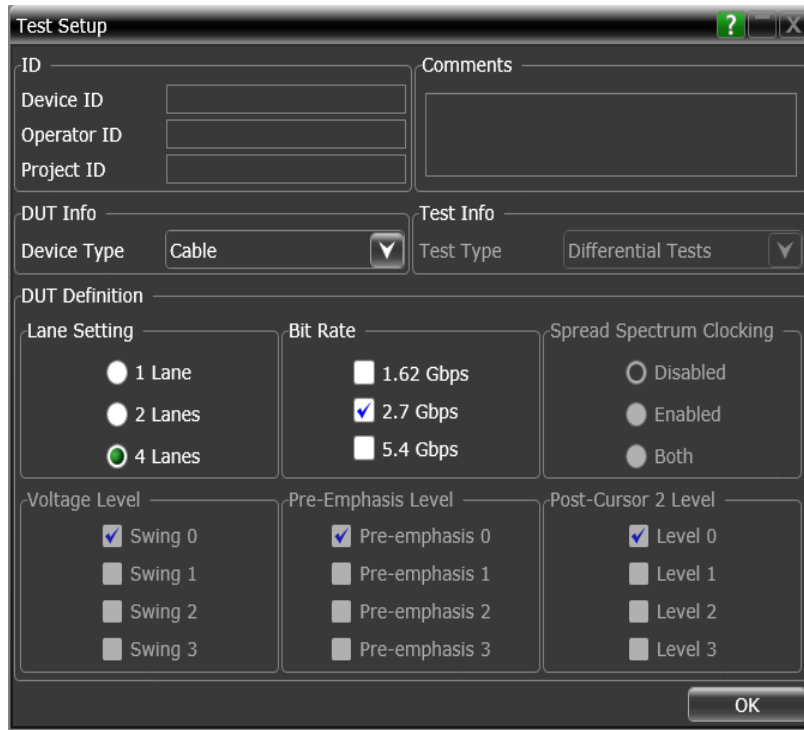 Test Setup
?
X
ID
Device ID
Operator ID
Project ID
Comments
DUT Info
Device Type Cable
Test Info
Test Type Differential Tests
DUT Definition
Lane Setting
1 Lane
2 Lanes
4 Lanes
Bit Rate
1.62 Gbps
2.7 Gbps
5.4 Gbps
Spread Spectrum Clocking
Disabled
Enabled
Both
Voltage Level
Swing 0
Swing 1
Swing 2
Swing 3
Pre-Emphasis Level
Pre-emphasis 0
Pre-emphasis 1
Pre-emphasis 2
Pre-emphasis 3
Post-Cursor 2 Level
Level 0
Level 1
Level 2
Level 3
OK